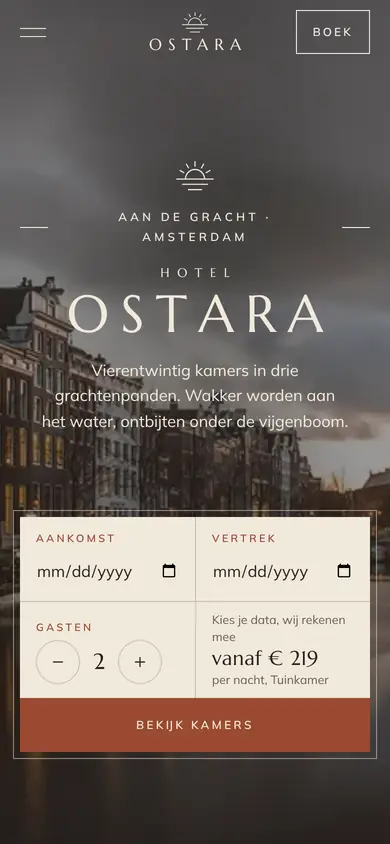 OSTARA
BOEK
AAN DE GRACHT ·
AMSTERDAM
HOTEL
OSTARA
Vierentwintig kamers in drie
grachtenpanden. Wakker worden aan
het water, ontbijten onder de vijgenboom.
AANKOMST
VERTREK
mm/dd/yyyy
mm/dd/yyyy
GASTEN
− 2 +
Kies je data, wij rekenen
mee
vanaf € 219
per nacht, Tuinkamer
BEKIJK KAMERS